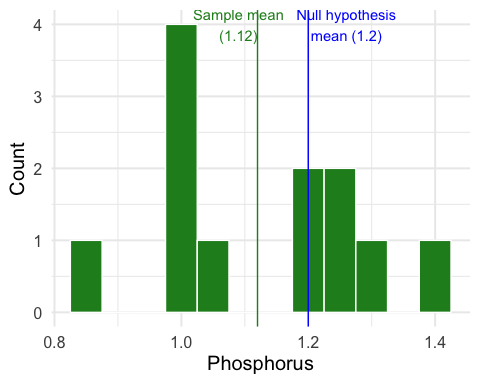 Sample mean
(1.12)
Null hypothesis
mean (1.2)
4
3
2
1
0
Count
0.8
1.0
1.2
1.4
Phosphorus